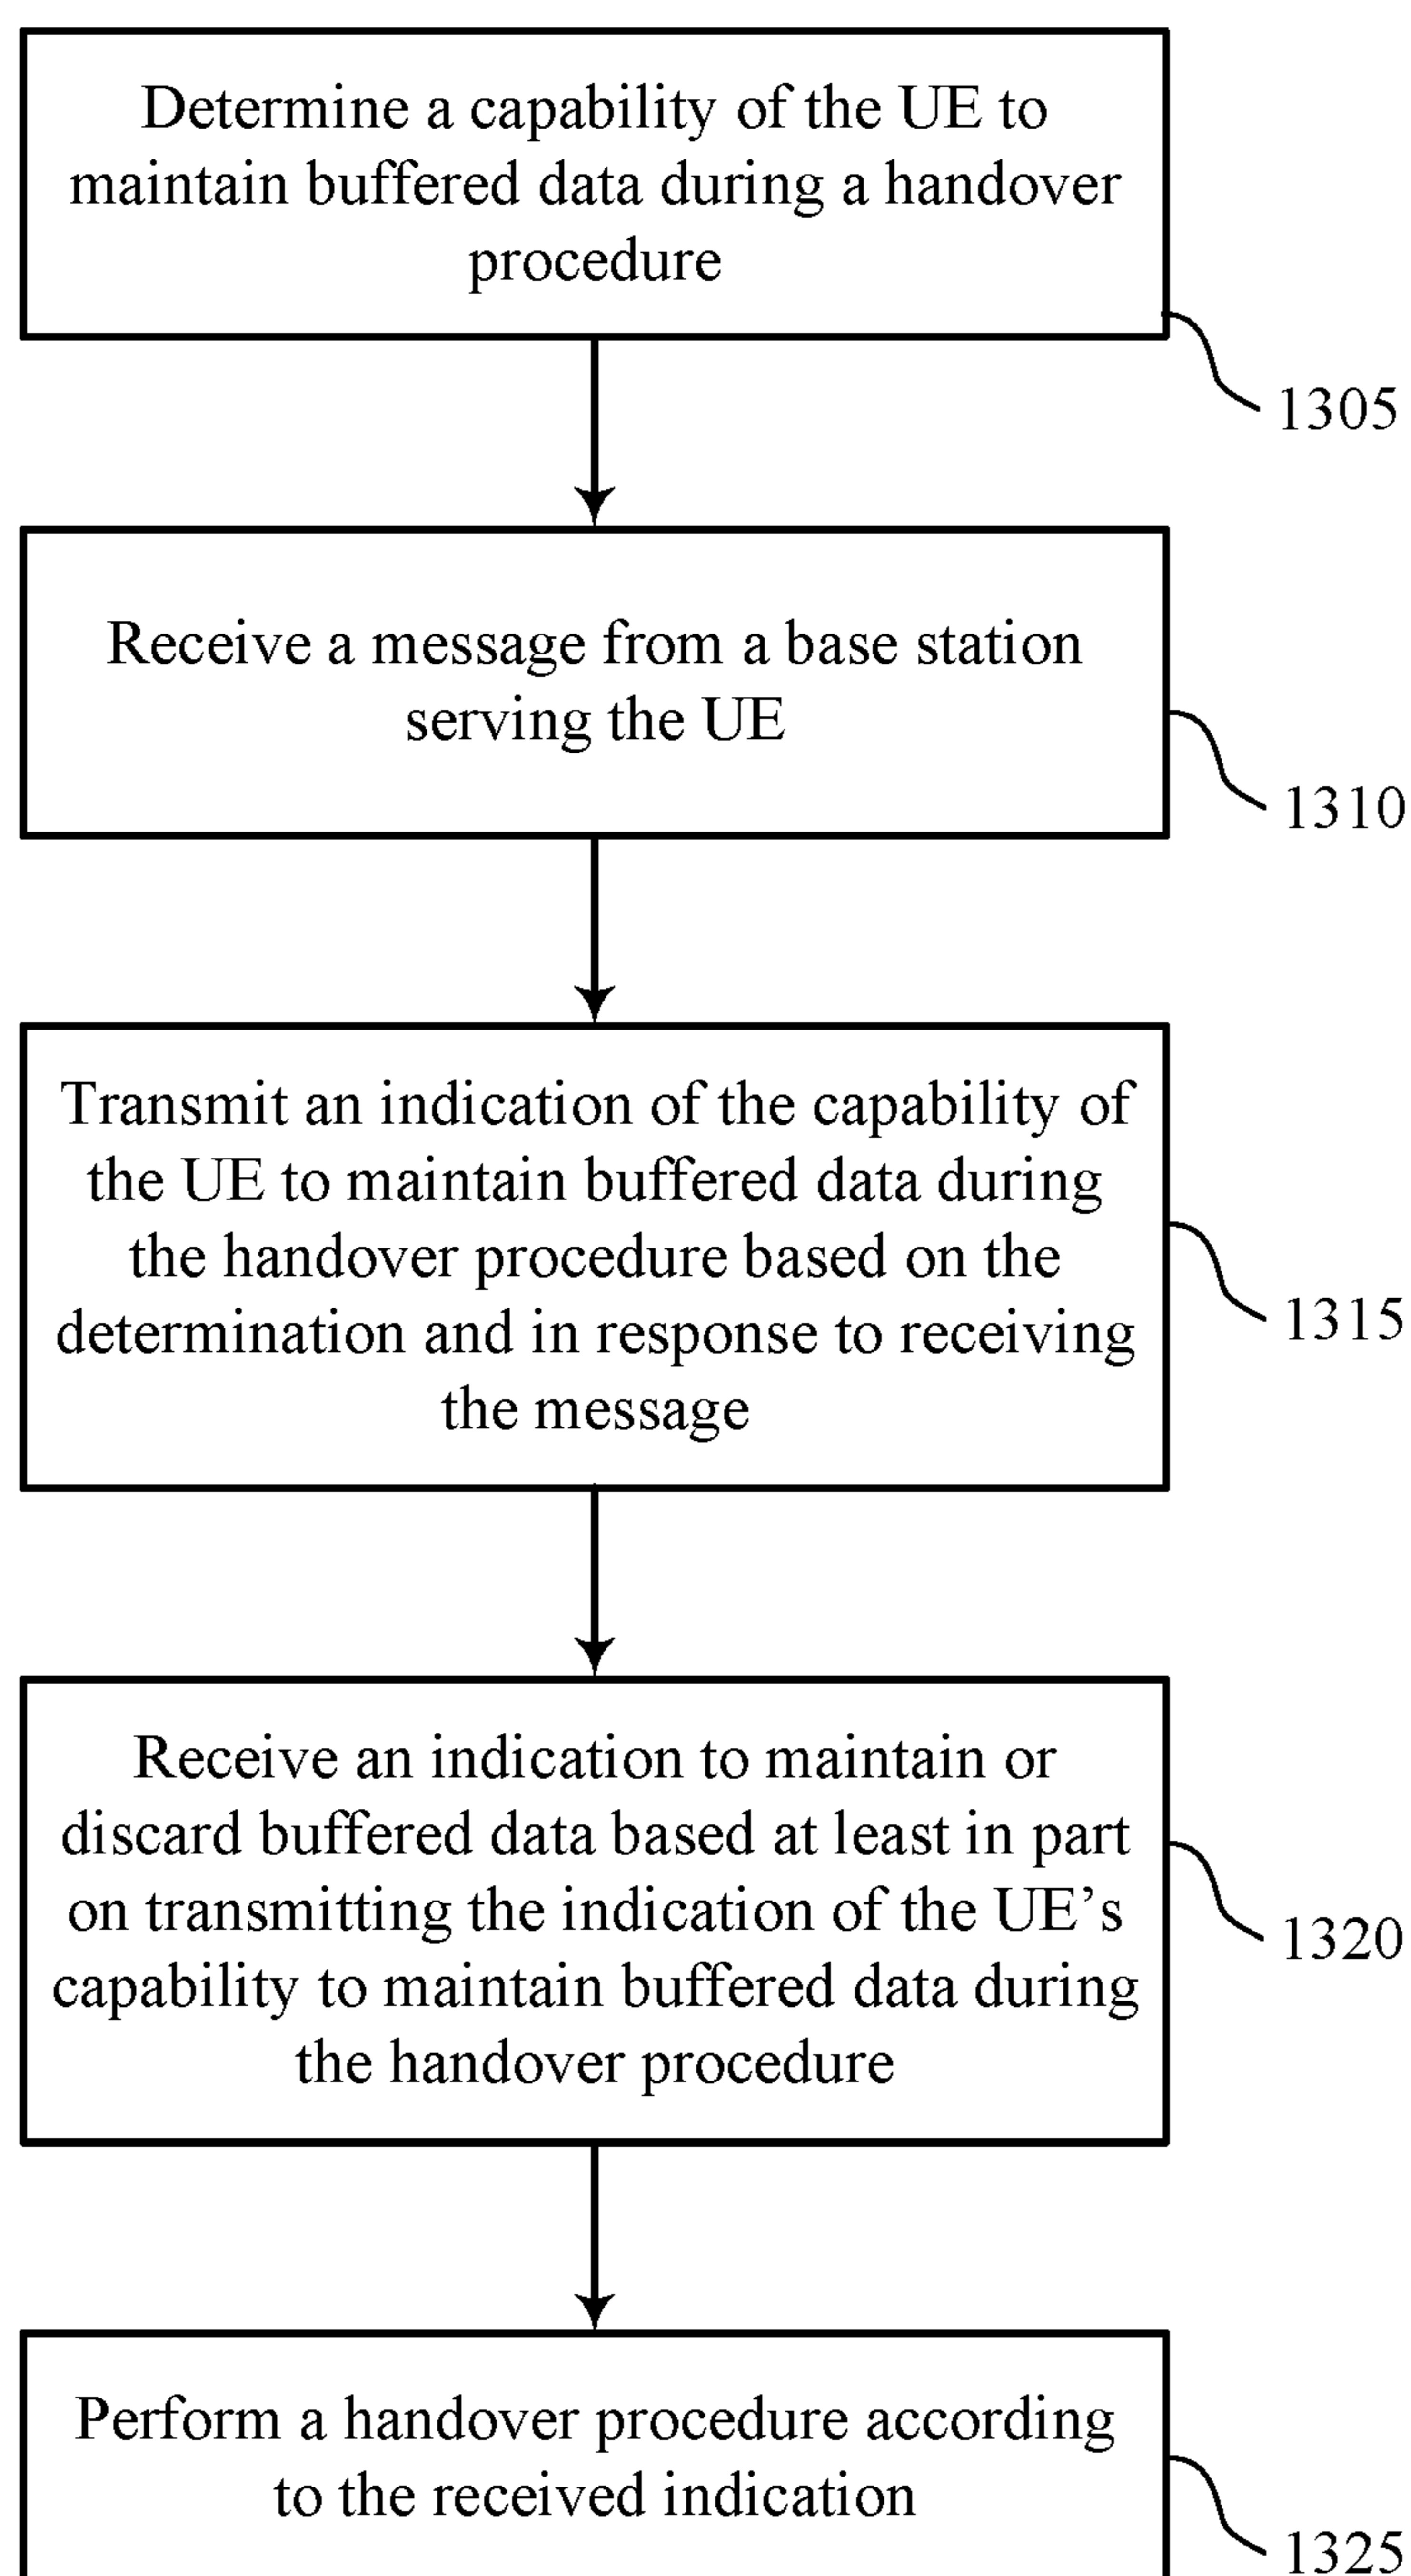 Determine a capability of the UE to
maintain buffered data during a handover
procedure
1305
Receive a message from a base station
serving the UE
1310
Transmit an indication of the capability of
the UE to maintain buffered data during
the handover procedure based on the
determination and in response to receiving
the message
1315
Receive an indication to maintain or
discard buffered data based at least in part
on transmitting the indication of the UE’s
capability to maintain buffered data during
the handover procedure
1320
Perform a handover procedure according
to the received indication
1325